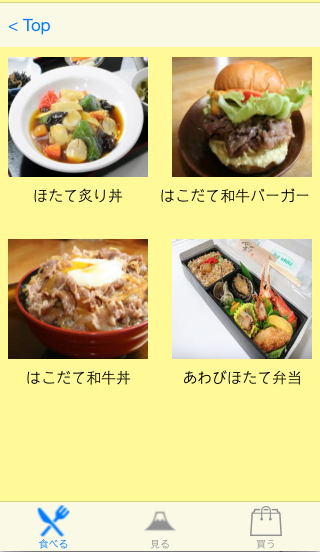 < Top
ほたて炙り丼
はこだて和牛バーガー
はこだて和牛丼
あわびほたて弁当
食べる
見る
買う